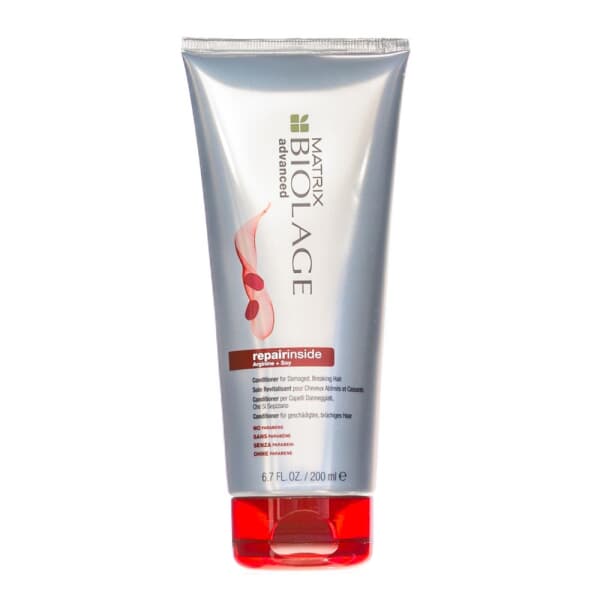 MATRIX
BIOLAGE
advanced
repairinside
Arginine + Soy
Conditioner for Damaged, Breaking Hair
Soin Revitalisant pour Cheveux Abîmés et Cassants
Conditioner per Capelli Danneggiati,
Che Si Spezzano
Conditioner für geschädigtes, brüchiges Haar
NO PARABENS
SANS PARABÈNE
SENZA PARABENI
OHNE PARABENE
6.7 FL. OZ. / 200 ml ℮